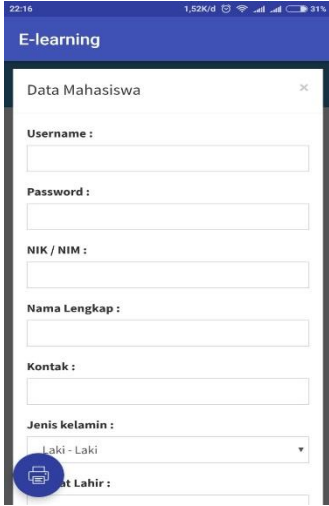 22:16 1,52K/d 31%
E-learning
Data Mahasiswa ×
Username :
Password :
NIK / NIM :
Nama Lengkap :
Kontak :
Jenis kelamin :
Laki - Laki
at Lahir :